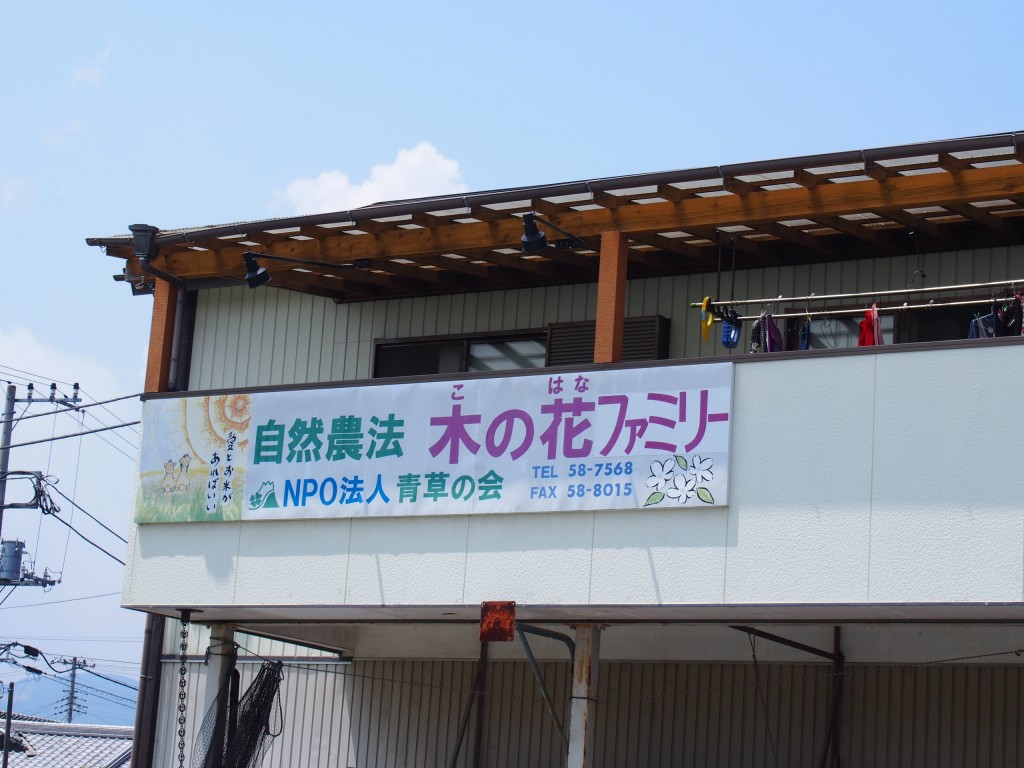 愛とお米が
あればいい
自然農法
こ はな
木の花ファミリー
NPO法人 青草の会
TEL 58-7568
FAX 58-8015